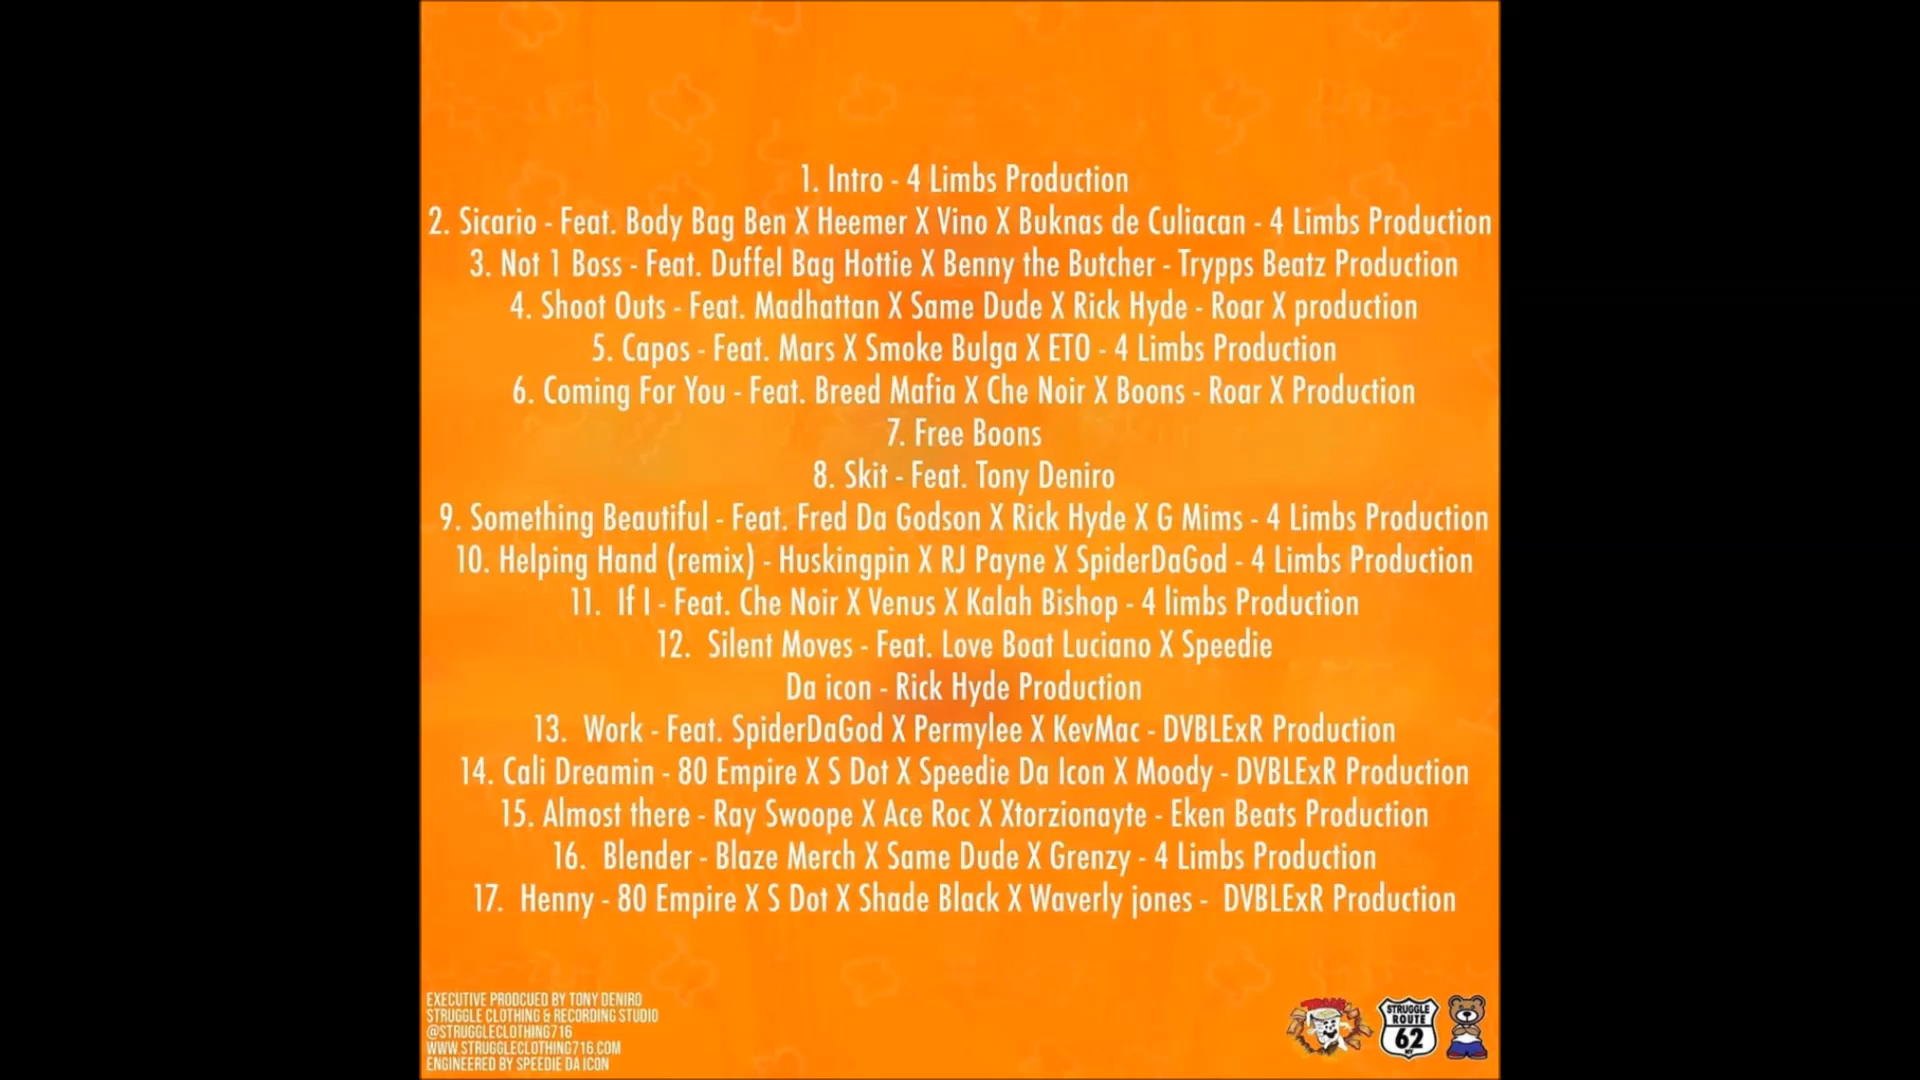 1. Intro - 4 Limbs Production
2. Sicario - Feat. Body Bag Ben X Heemer X Vino X Buknas de Culiacan - 4 Limbs Production
3. Not 1 Boss - Feat. Duffel Bag Hottie X Benny the Butcher - Trypps Beatz Production
4. Shoot Outs - Feat. Madhattan X Same Dude X Rick Hyde - Roar X production
5. Capos - Feat. Mars X Smoke Bulga X ETO - 4 Limbs Production
6. Coming For You - Feat. Breed Mafia X Che Noir X Boons - Roar X Production
7. Free Boons
8. Skit - Feat. Tony Deniro
9. Something Beautiful - Feat. Fred Da Godson X Rick Hyde X G Mims - 4 Limbs Production
10. Helping Hand (remix) - Huskingpin X RJ Payne X SpiderDaGod - 4 Limbs Production
11. If I - Feat. Che Noir X Venus X Kalah Bishop - 4 limbs Production
12. Silent Moves - Feat. Love Boat Luciano X Speedie
Da icon - Rick Hyde Production
13. Work - Feat. SpiderDaGod X Permylee X KevMac - DVBLExR Production
14. Cali Dreamin - 80 Empire X S Dot X Speedie Da Icon X Moody - DVBLExR Production
15. Almost there - Ray Swoope X Ace Roc X Xtorzionayte - Eken Beats Production
16. Blender - Blaze Merch X Same Dude X Grenzy - 4 Limbs Production
17. Henny - 80 Empire X S Dot X Shade Black X Waverly jones - DVBLExR Production
EXECUTIVE PRODCUED BY TONY DENIRO
STRUGGLE CLOTHING & RECORDING STUDIO
@STRUGGLECLOTHING716
WWW.STRUGGLECLOTHING716.COM
ENGINEERED BY SPEEDIE DA ICON
STRUGGLE
ROUTE
62
NY